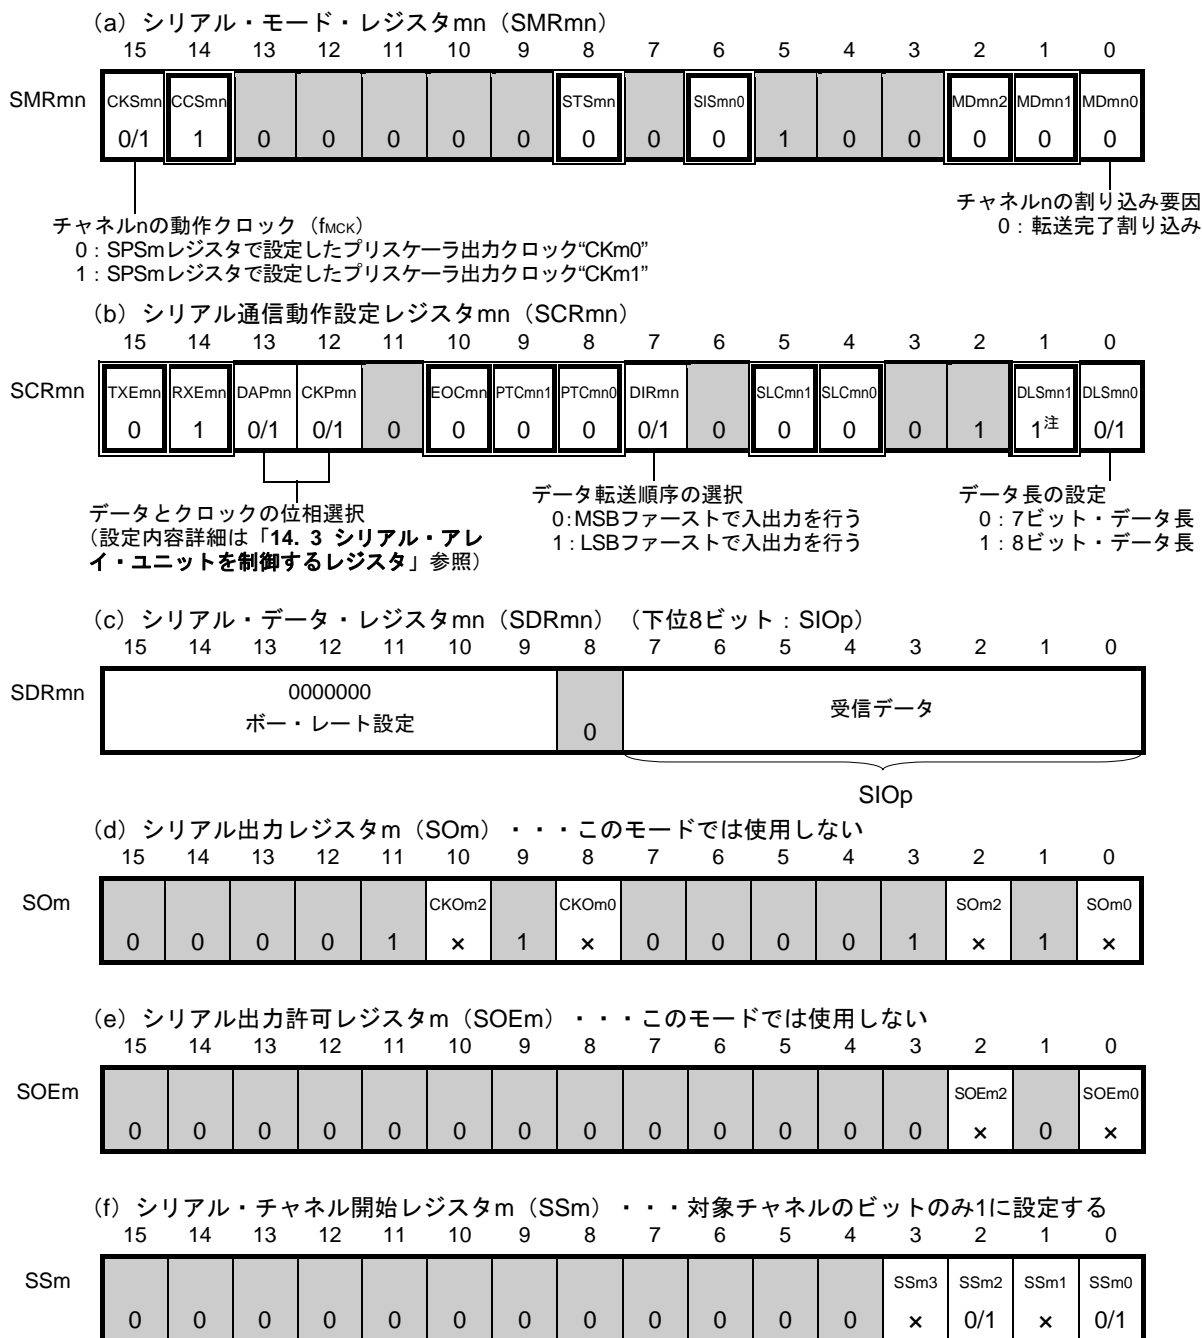 (a) シリアル・モード・レジスタmn（SMRmn）
15 14 13 12 11 10 9 8 7 6 5 4 3 2 1 0
SMRmn CKSmn CCSmn STSmn SISmn0 MDmn2 MDmn1 MDmn0
0/1 1 0 0 0 0 0 0 0 0 1 0 0 0 0 0
チャネルnの動作クロック（fMCK）
0：SPSmレジスタで設定したプリスケーラ出力クロック“CKm0”
1：SPSmレジスタで設定したプリスケーラ出力クロック“CKm1”
チャネルnの割り込み要因
0：転送完了割り込み
(b) シリアル通信動作設定レジスタmn（SCRmn）
15 14 13 12 11 10 9 8 7 6 5 4 3 2 1 0
SCRmn TXEmn RXEmn DAPmn CKPmn EOCmn PTCmn1 PTCmn0 DIRmn SLCmn1 SLCmn0 DLSmn1 DLSmn0
0 1 0/1 0/1 0 0 0 0 0/1 0 0 0 0 1 1注 0/1
データとクロックの位相選択
（設定内容詳細は「14. 3 シリアル・アレ
イ・ユニットを制御するレジスタ」参照）
データ転送順序の選択
0：MSBファーストで入出力を行う
1：LSBファーストで入出力を行う
データ長の設定
0：7ビット・データ長
1：8ビット・データ長
(c) シリアル・データ・レジスタmn（SDRmn）（下位8ビット：SIOp）
15 14 13 12 11 10 9 8 7 6 5 4 3 2 1 0
SDRmn 0000000
ボー・レート設定
0
受信データ
SIOp
(d) シリアル出力レジスタm（SOm）・・・このモードでは使用しない
15 14 13 12 11 10 9 8 7 6 5 4 3 2 1 0
SOm CKOm2 CKOm0 SOm2 SOm0
0 0 0 0 1 × 1 × 0 0 0 0 1 × 1 ×
(e) シリアル出力許可レジスタm（SOEm）・・・このモードでは使用しない
15 14 13 12 11 10 9 8 7 6 5 4 3 2 1 0
SOEm SOEm2 SOEm0
0 0 0 0 0 0 0 0 0 0 0 0 0 × 0 ×
(f) シリアル・チャネル開始レジスタm（SSm）・・・対象チャネルのビットのみ1に設定する
15 14 13 12 11 10 9 8 7 6 5 4 3 2 1 0
SSm SSm3 SSm2 SSm1 SSm0
0 0 0 0 0 0 0 0 0 0 0 0 × 0/1 × 0/1